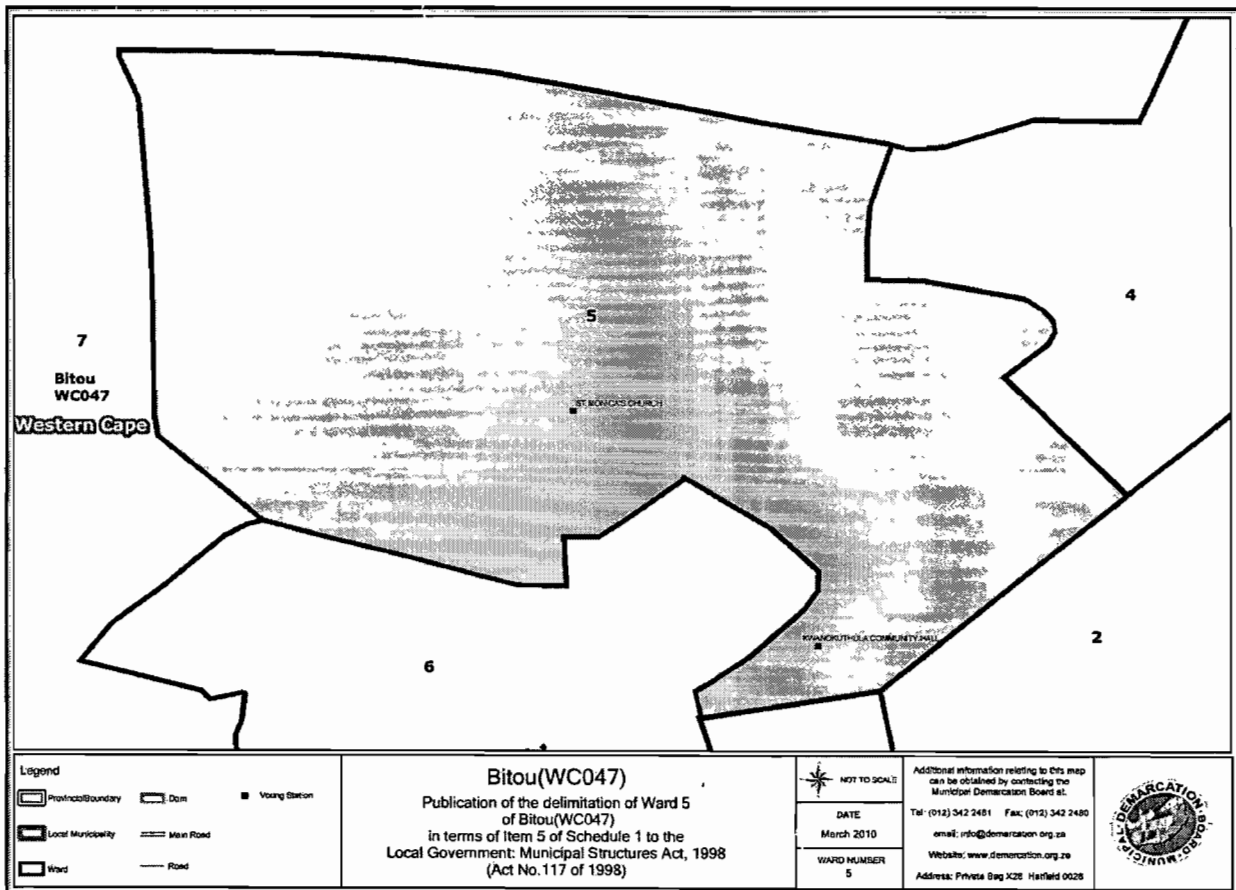 4
5
7
Bitou
WC047
Western Cape
ST MONICA'S CHURCH
KWANOKUTHULA COMMUNITY HALL
2
6
Legend
ProvincialBoundary
Dam
Voting Station
Local Municipality
Main Road
Ward
Road
Bitou(WC047)
Publication of the delimitation of Ward 5
of Bitou(WC047)
in terms of Item 5 of Schedule 1 to the
Local Government: Municipal Structures Act, 1998
(Act No.117 of 1998)
NOT TO SCALE
DATE
March 2010
WARD NUMBER
5
Additional information relating to this map
can be obtained by contacting the
Municipal Demarcation Board at.
Tel: (012) 342 2481 Fax: (012) 342 2480
email: info@demarcation.org.za
Website: www.demarcation.org.za
Address: Private Bag X28 Hatfield 0028
MUNICIPAL DEMARCATION BOARD